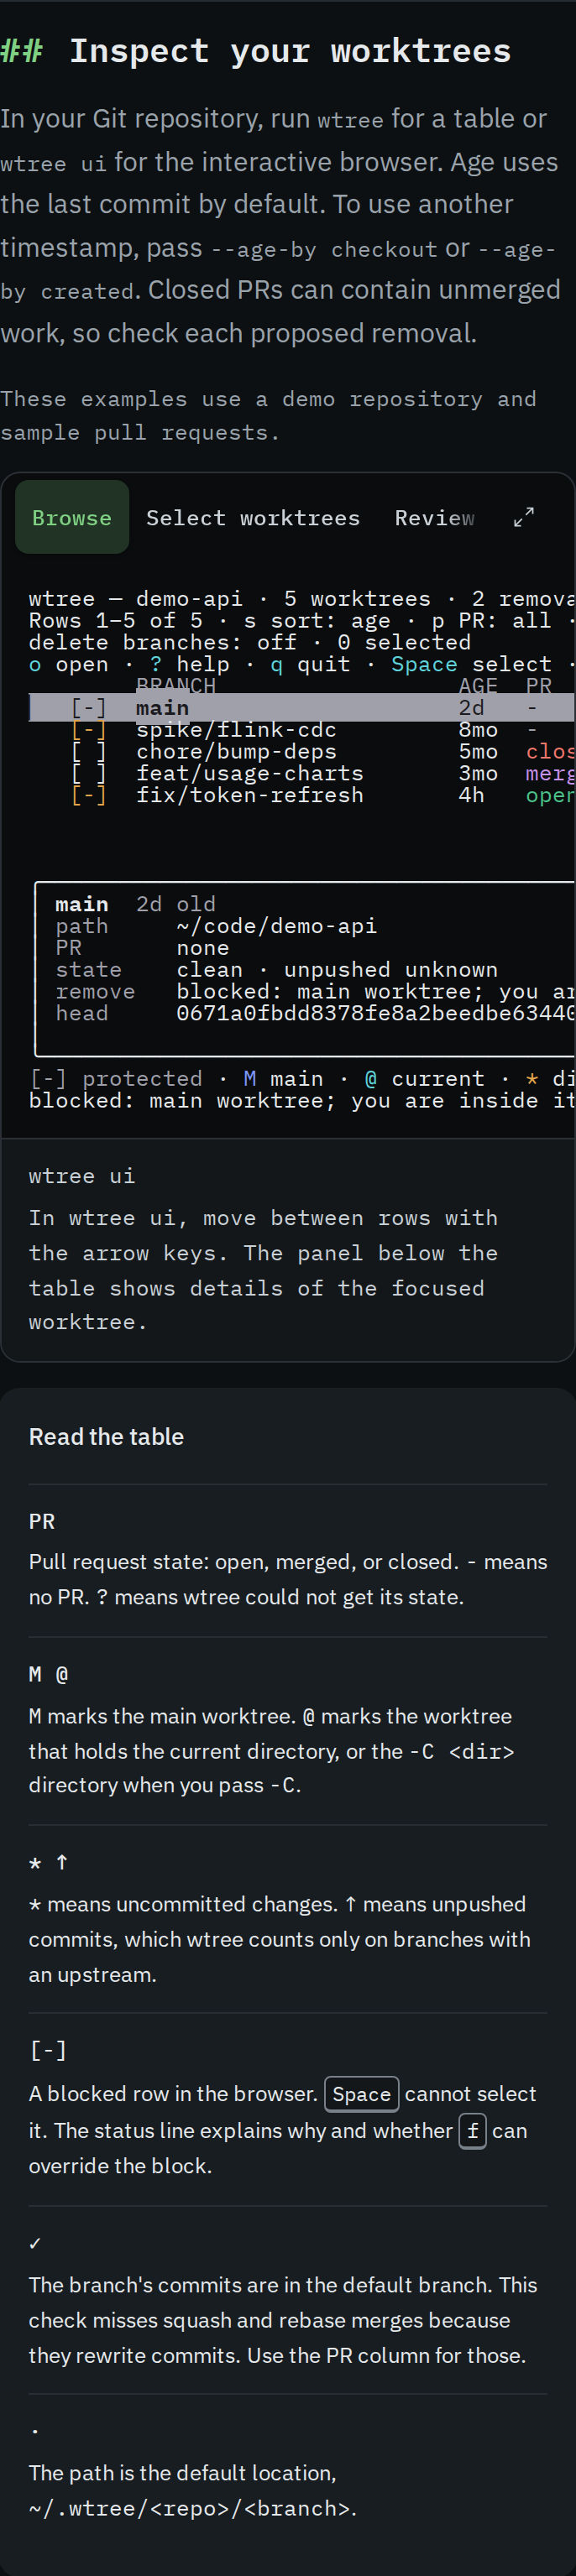 ## Inspect your worktrees
In your Git repository, run wtree for a table or
wtree ui for the interactive browser. Age uses
the last commit by default. To use another
timestamp, pass --age-by checkout or --age-
by created. Closed PRs can contain unmerged
work, so check each proposed removal.
These examples use a demo repository and
sample pull requests.
Browse Select worktrees Review
wtree — demo-api · 5 worktrees · 2 remova
Rows 1–5 of 5 · s sort: age · p PR: all ·
delete branches: off · 0 selected
o open · ? help · q quit · Space select ·
BRANCH AGE PR
[-] main 2d -
[-] spike/flink-cdc 8mo -
[ ] chore/bump-deps 5mo clos
[ ] feat/usage-charts 3mo merg
[-] fix/token-refresh 4h open
main 2d old
path ~/code/demo-api
PR none
state clean · unpushed unknown
remove blocked: main worktree; you ar
head 0671a0fbdd8378fe8a2beedbe63440
[-] protected · M main · @ current · * di
blocked: main worktree; you are inside it
wtree ui
In wtree ui, move between rows with
the arrow keys. The panel below the
table shows details of the focused
worktree.
Read the table
PR
Pull request state: open, merged, or closed. - means
no PR. ? means wtree could not get its state.
M @
M marks the main worktree. @ marks the worktree
that holds the current directory, or the -C <dir>
directory when you pass -C.
* ↑
* means uncommitted changes. ↑ means unpushed
commits, which wtree counts only on branches with
an upstream.
[-]
A blocked row in the browser. Space cannot select
it. The status line explains why and whether f can
override the block.
✓
The branch's commits are in the default branch. This
check misses squash and rebase merges because
they rewrite commits. Use the PR column for those.
·
The path is the default location,
~/.wtree/<repo>/<branch>.